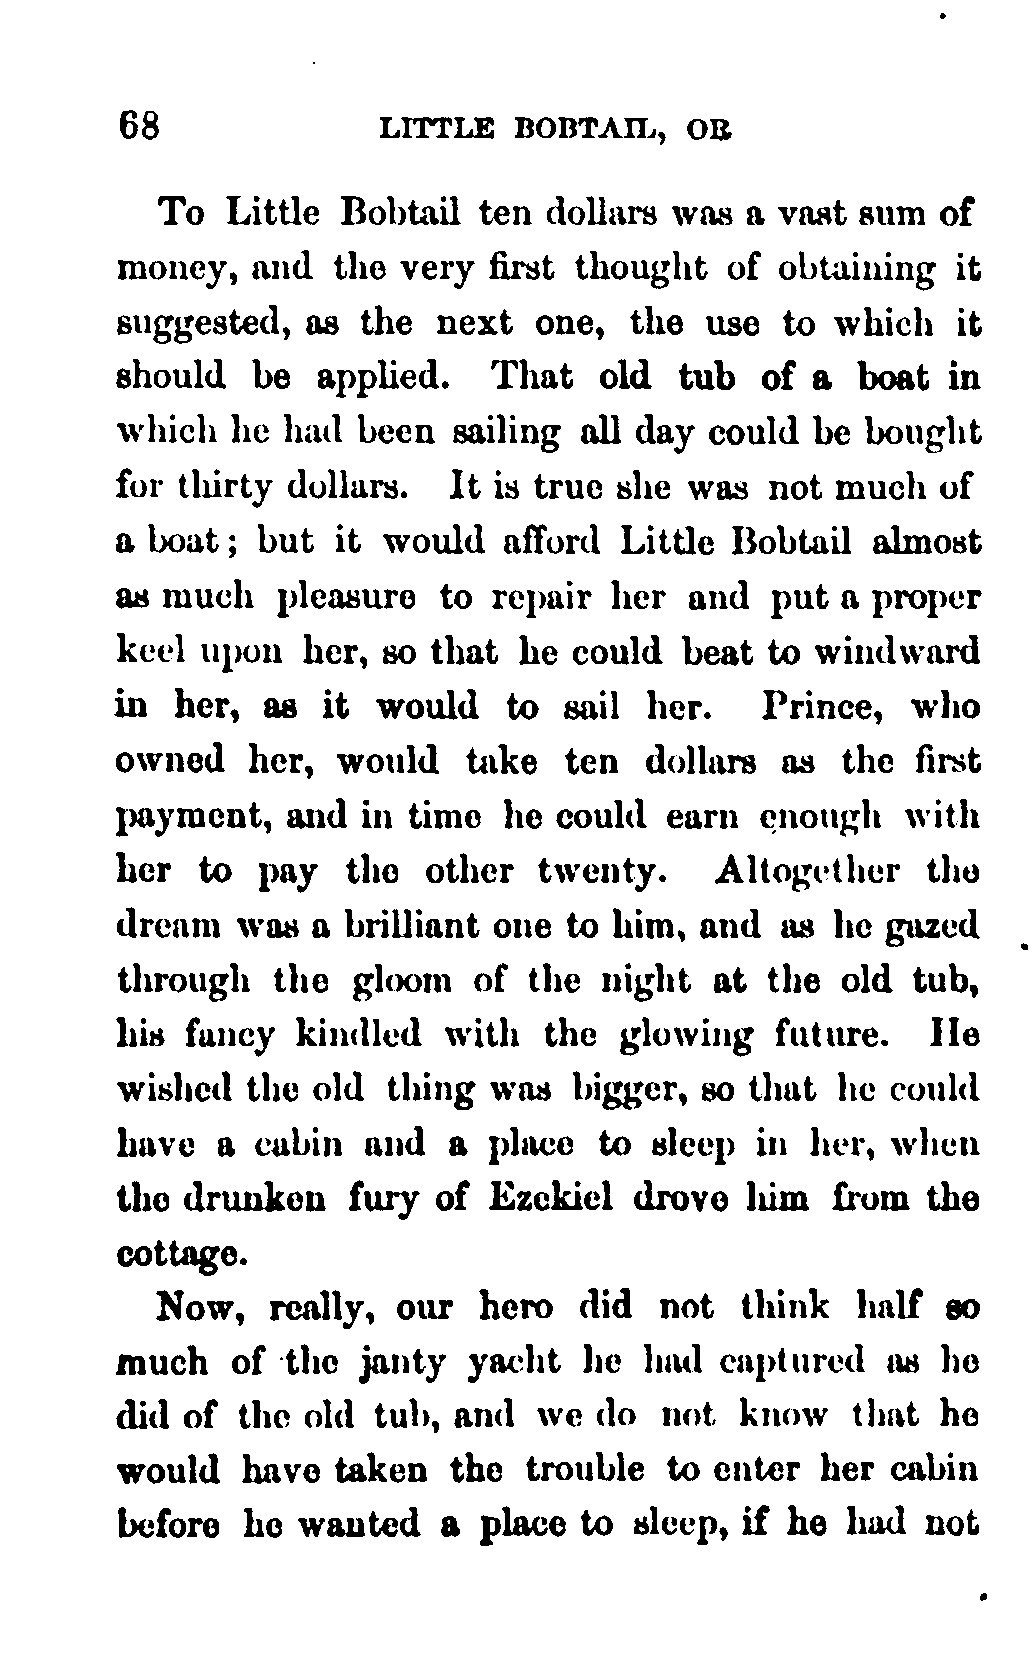 68 LITTLE BOBTAIL, OR
To Little Bobtail ten dollars was a vast sum of
money, and the very first thought of obtaining it
suggested, as the next one, the use to which it
should be applied. That old tub of a boat in
which he had been sailing all day could be bought
for thirty dollars. It is true she was not much of
a boat; but it would afford Little Bobtail almost
as much pleasure to repair her and put a proper
keel upon her, so that he could beat to windward
in her, as it would to sail her. Prince, who
owned her, would take ten dollars as the first
payment, and in time he could earn enough with
her to pay the other twenty. Altogether the
dream was a brilliant one to him, and as he gazed
through the gloom of the night at the old tub,
his fancy kindled with the glowing future. He
wished the old thing was bigger, so that he could
have a cabin and a place to sleep in her, when
the drunken fury of Ezekiel drove him from the
cottage.
Now, really, our hero did not think half so
much of the janty yacht he had captured as he
did of the old tub, and we do not know that he
would have taken the trouble to enter her cabin
before he wanted a place to sleep, if he had not